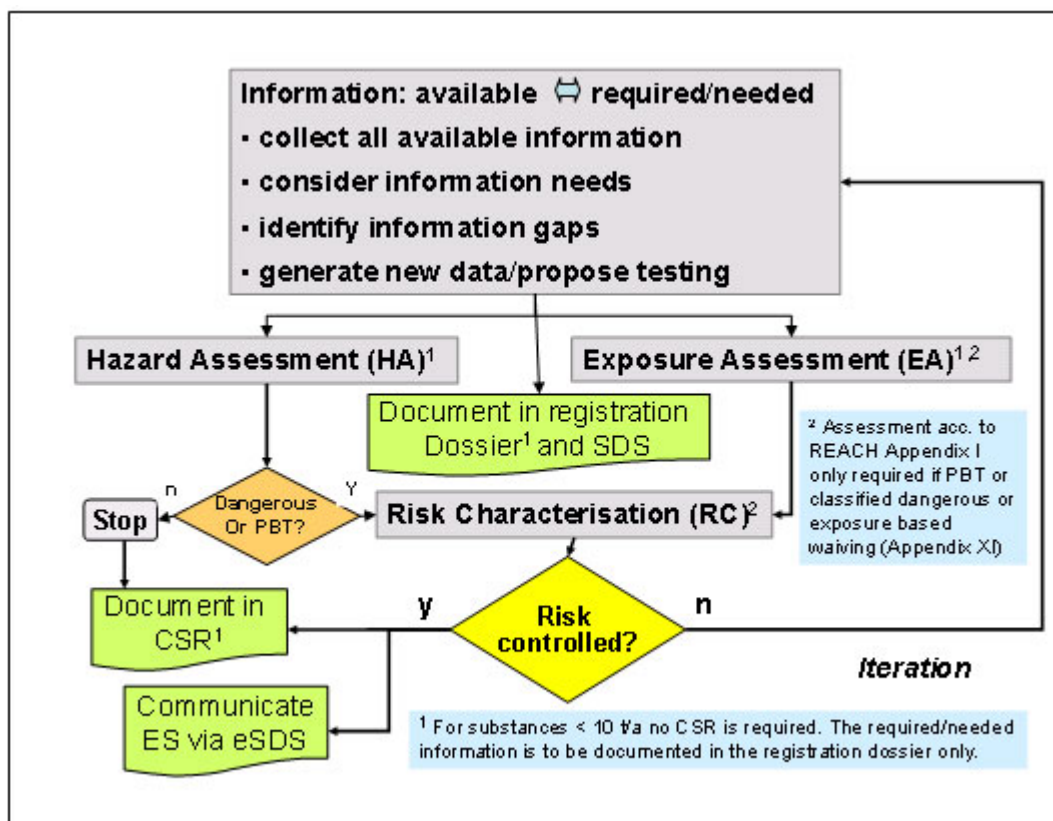 Information: available ⇔ required/needed
▪ collect all available information
▪ consider information needs
▪ identify information gaps
▪ generate new data/propose testing
Hazard Assessment (HA)¹
Exposure Assessment (EA)¹ ²
Document in registration
Dossier¹ and SDS
² Assessment acc. to
REACH Appendix I
only required if PBT or
classified dangerous or
exposure based
waiving (Appendix XI)
n
Dangerous
Or PBT?
Y
Stop
Risk Characterisation (RC)²
Document in
CSR¹
y
Risk
controlled?
n
Iteration
Communicate
ES via eSDS
¹ For substances < 10 t/a no CSR is required. The required/needed
information is to be documented in the registration dossier only.